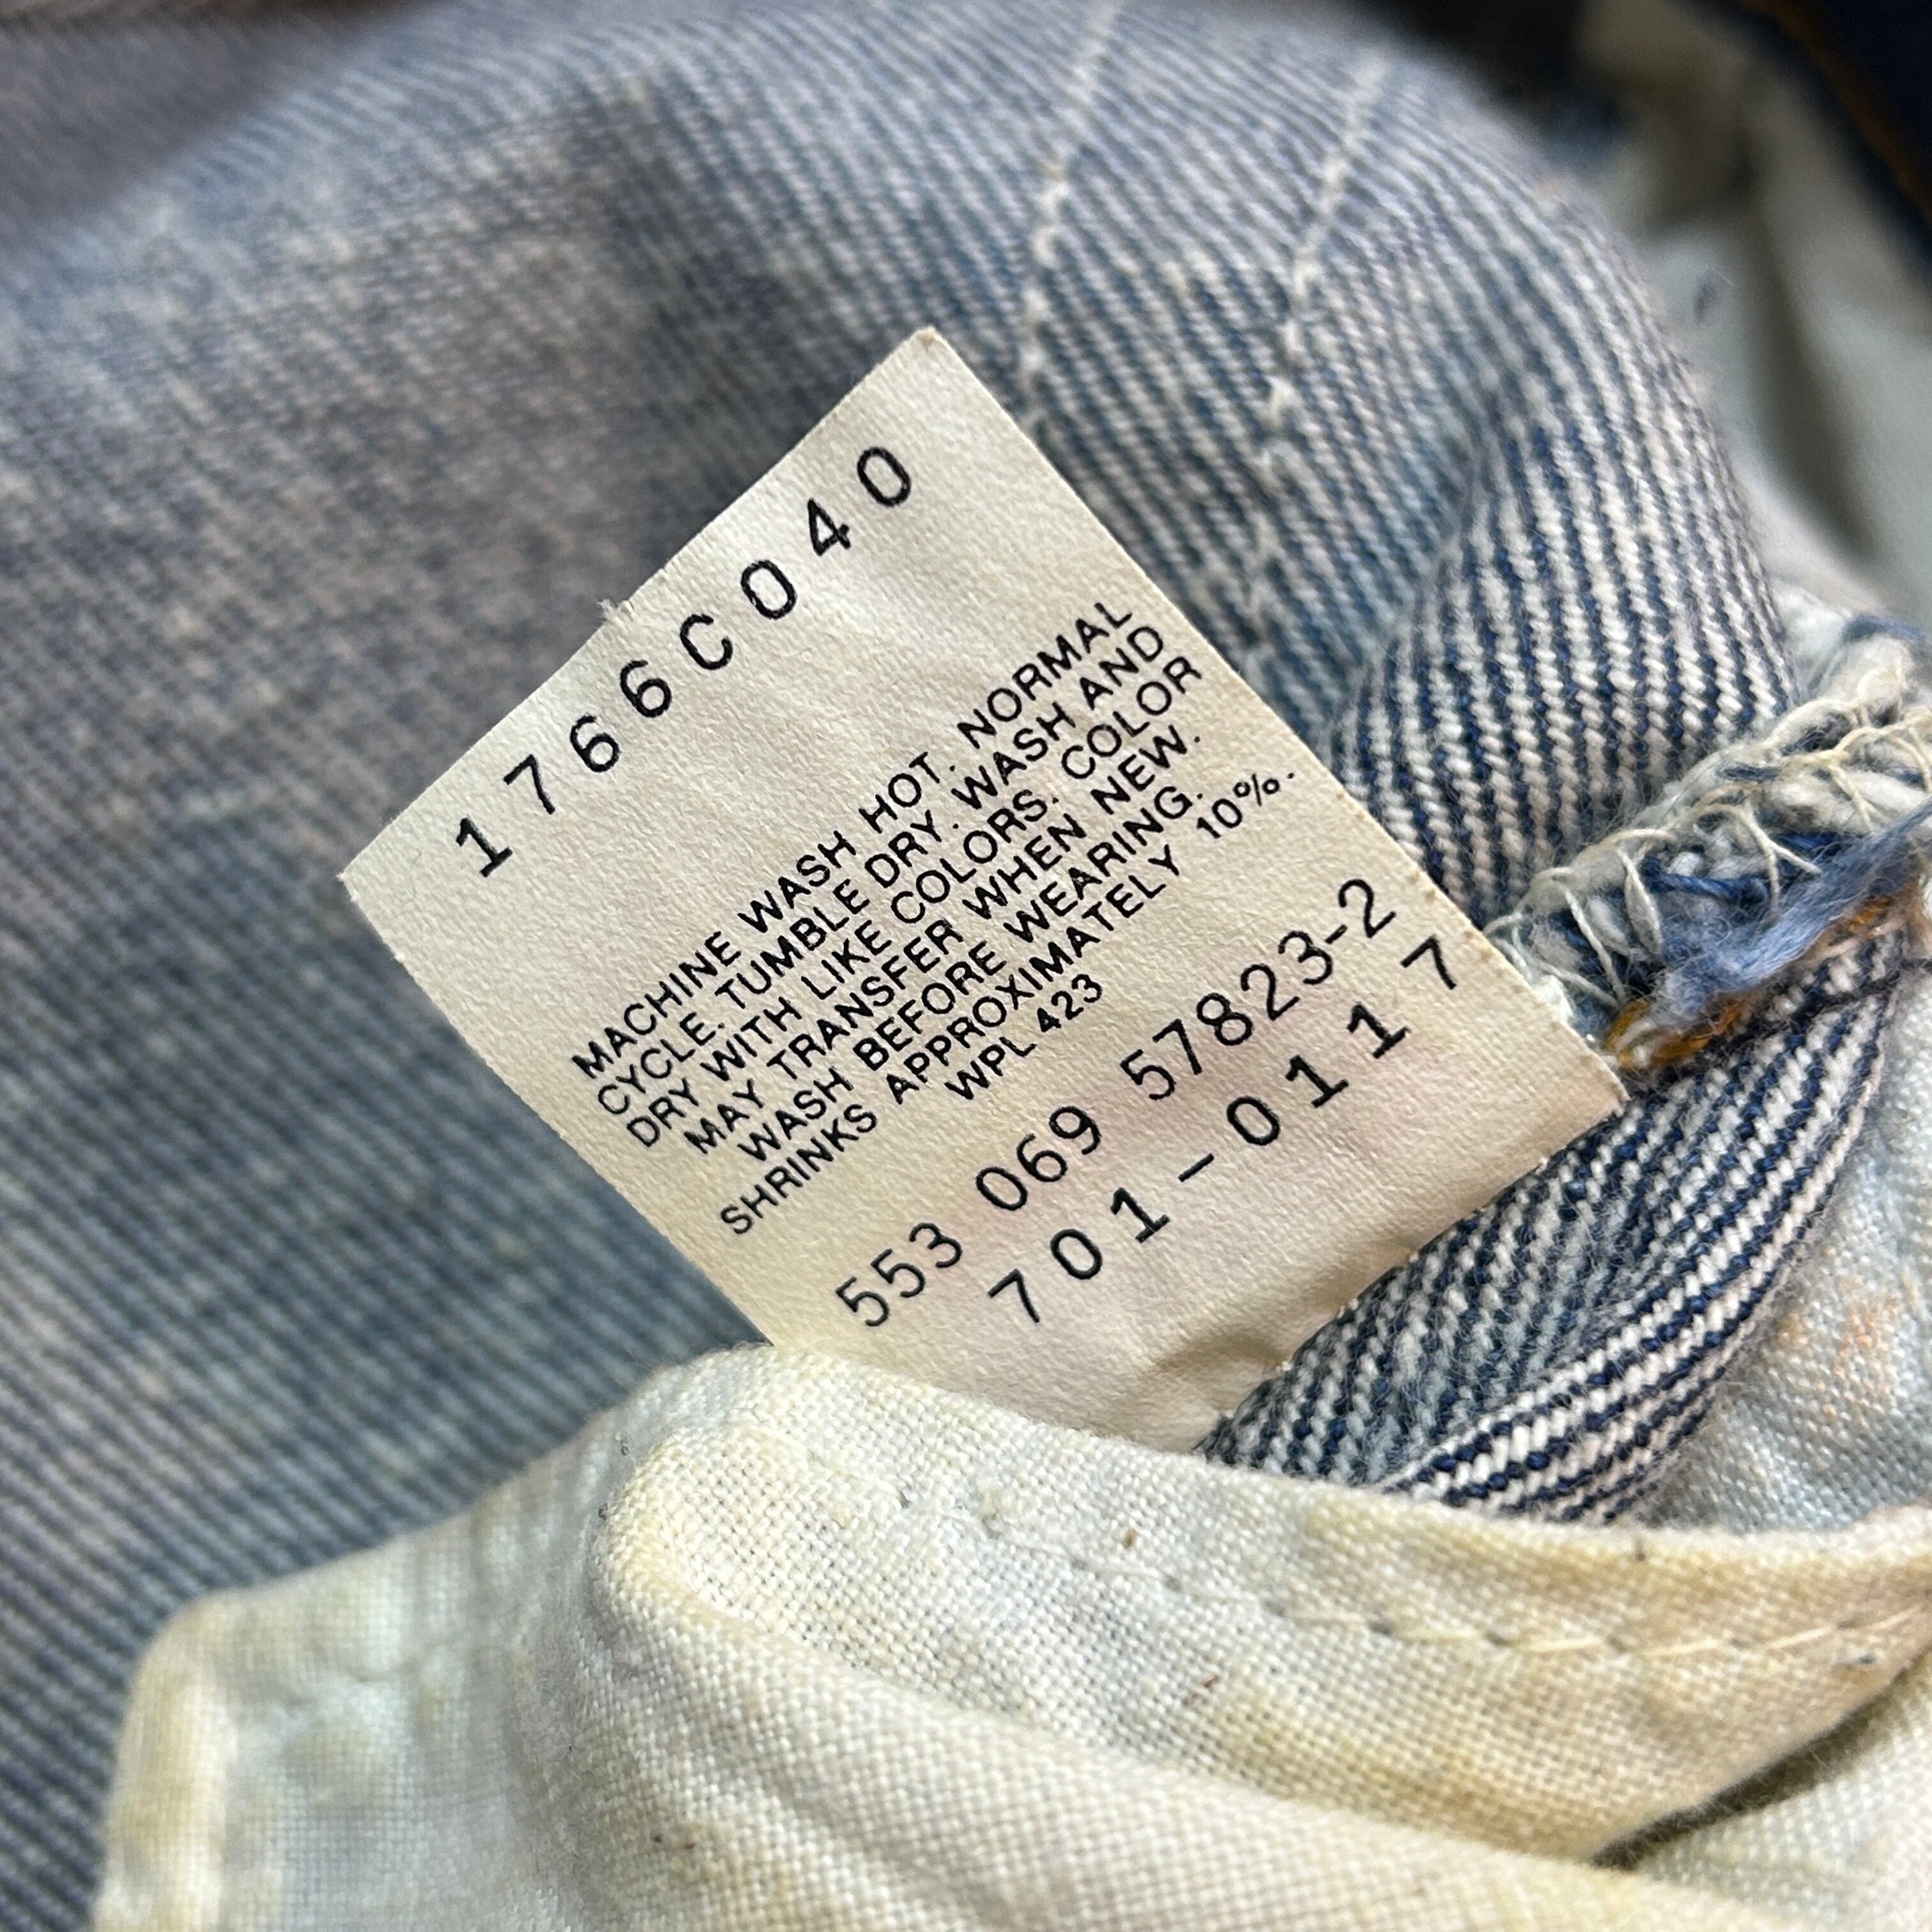 1766C040
MACHINE WASH HOT. NORMAL
CYCLE. TUMBLE DRY. WASH AND
DRY WITH LIKE COLORS. COLOR
MAY TRANSFER WHEN NEW.
WASH BEFORE WEARING.
SHRINKS APPROXIMATELY 10%.
WPL 423
553 069 57823-2
701-0117